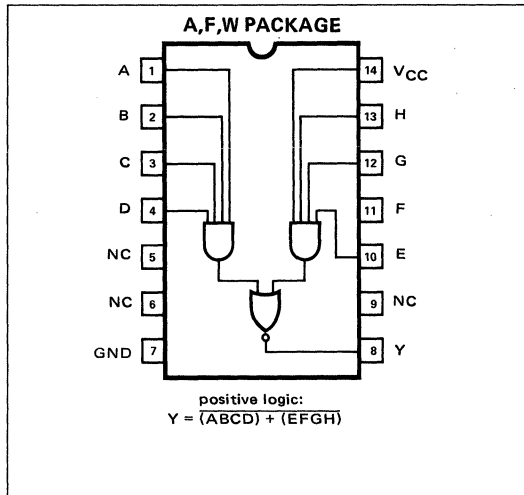 A,F,W PACKAGE
A 1
14 VCC
B 2
13 H
C 3
12 G
D 4
11 F
NC 5
10 E
NC 6
9 NC
GND 7
8 Y
positive logic:
Y = (ABCD) + (EFGH)